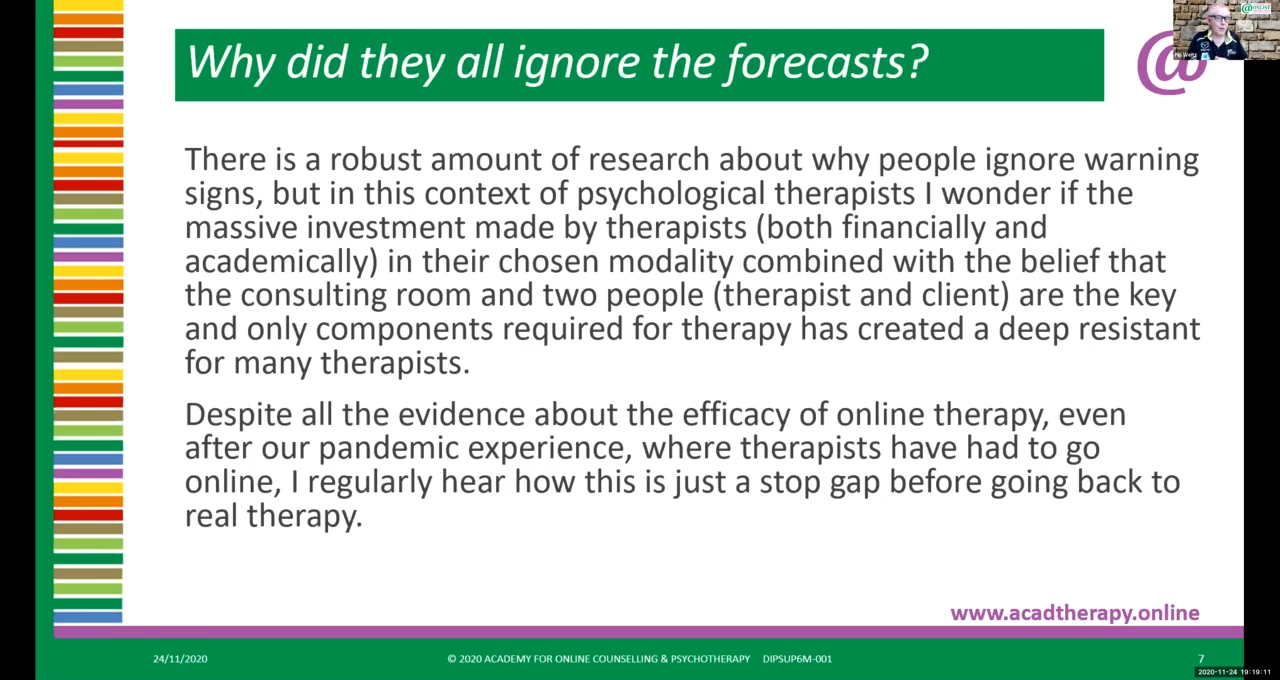 Why did they all ignore the forecasts?
@ONLINE
@
There is a robust amount of research about why people ignore warning
signs, but in this context of psychological therapists I wonder if the
massive investment made by therapists (both financially and
academically) in their chosen modality combined with the belief that
the consulting room and two people (therapist and client) are the key
and only components required for therapy has created a deep resistant
for many therapists.
Despite all the evidence about the efficacy of online therapy, even
after our pandemic experience, where therapists have had to go
online, I regularly hear how this is just a stop gap before going back to
real therapy.
www.acadtherapy.online
24/11/2020 © 2020 ACADEMY FOR ONLINE COUNSELLING & PSYCHOTHERAPY DIPSUP6M-001 7
2020-11-24 19:19:11